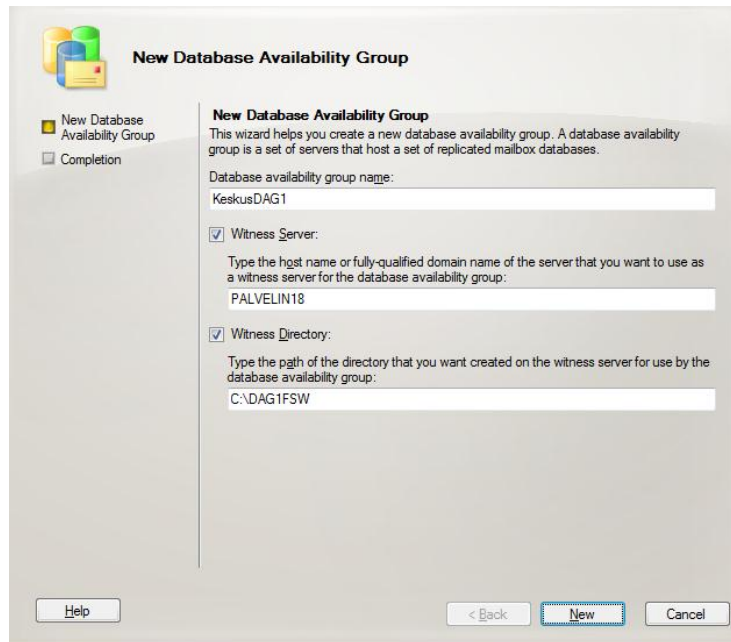 New Database Availability Group
New Database
Availability Group
Completion
New Database Availability Group
This wizard helps you create a new database availability group. A database availability
group is a set of servers that host a set of replicated mailbox databases.
Database availability group name:
KeskusDAG1
Witness Server:
Type the host name or fully-qualified domain name of the server that you want to use as
a witness server for the database availability group:
PALVELIN18
Witness Directory:
Type the path of the directory that you want created on the witness server for use by the
database availability group:
C:\DAG1FSW
Help
< Back
New
Cancel